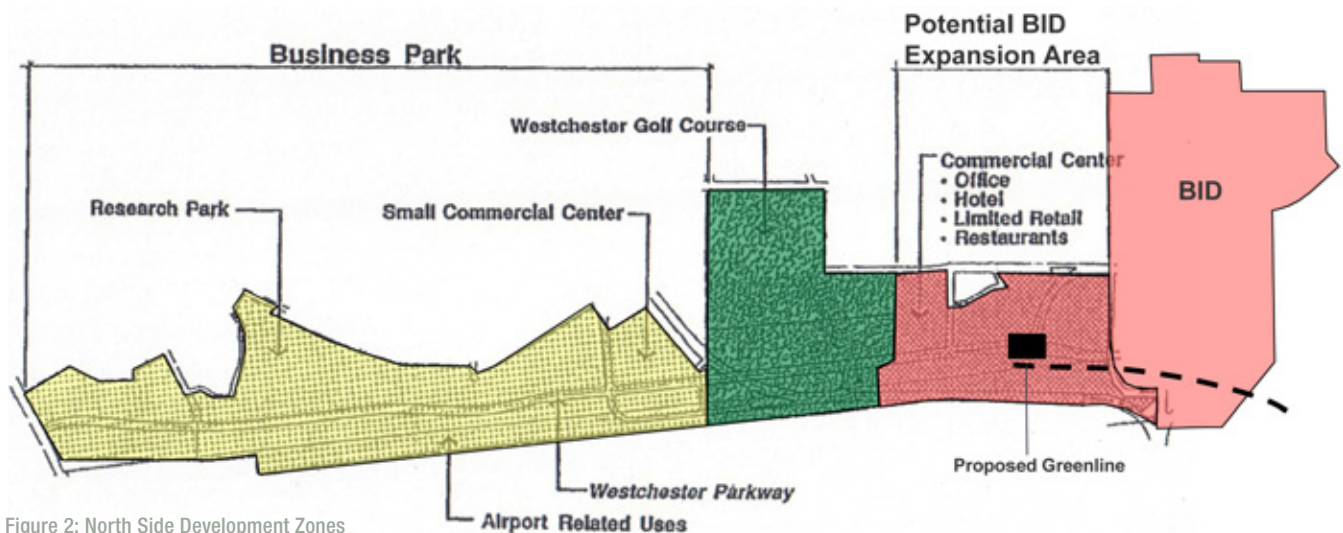 Potential BID
Expansion Area
Business Park
Westchester Golf Course
Commercial Center
• Office
• Hotel
• Limited Retail
• Restaurants
BID
Research Park
Small Commercial Center
Proposed Greenline
Westchester Parkway
Airport Related Uses
Figure 2: North Side Development Zones